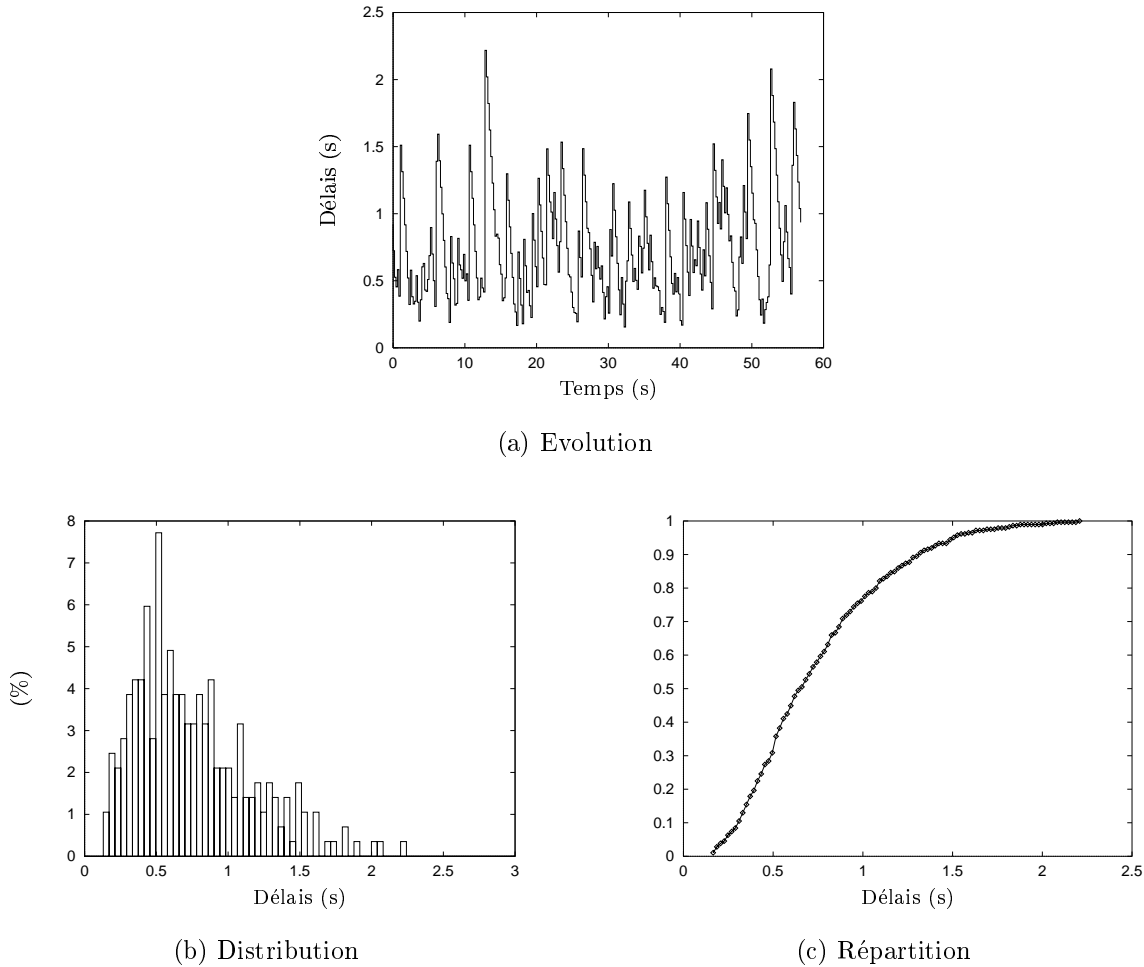 2.5
2
1.5
1
0.5
0
Délais (s)
0 10 20 30 40 50 60
Temps (s)
(a) Evolution
8
7
6
5
4
3
2
1
0
(%)
0 0.5 1 1.5 2 2.5 3
Délais (s)
(b) Distribution
1
0.9
0.8
0.7
0.6
0.5
0.4
0.3
0.2
0.1
0
0 0.5 1 1.5 2 2.5
Délais (s)
(c) Répartition